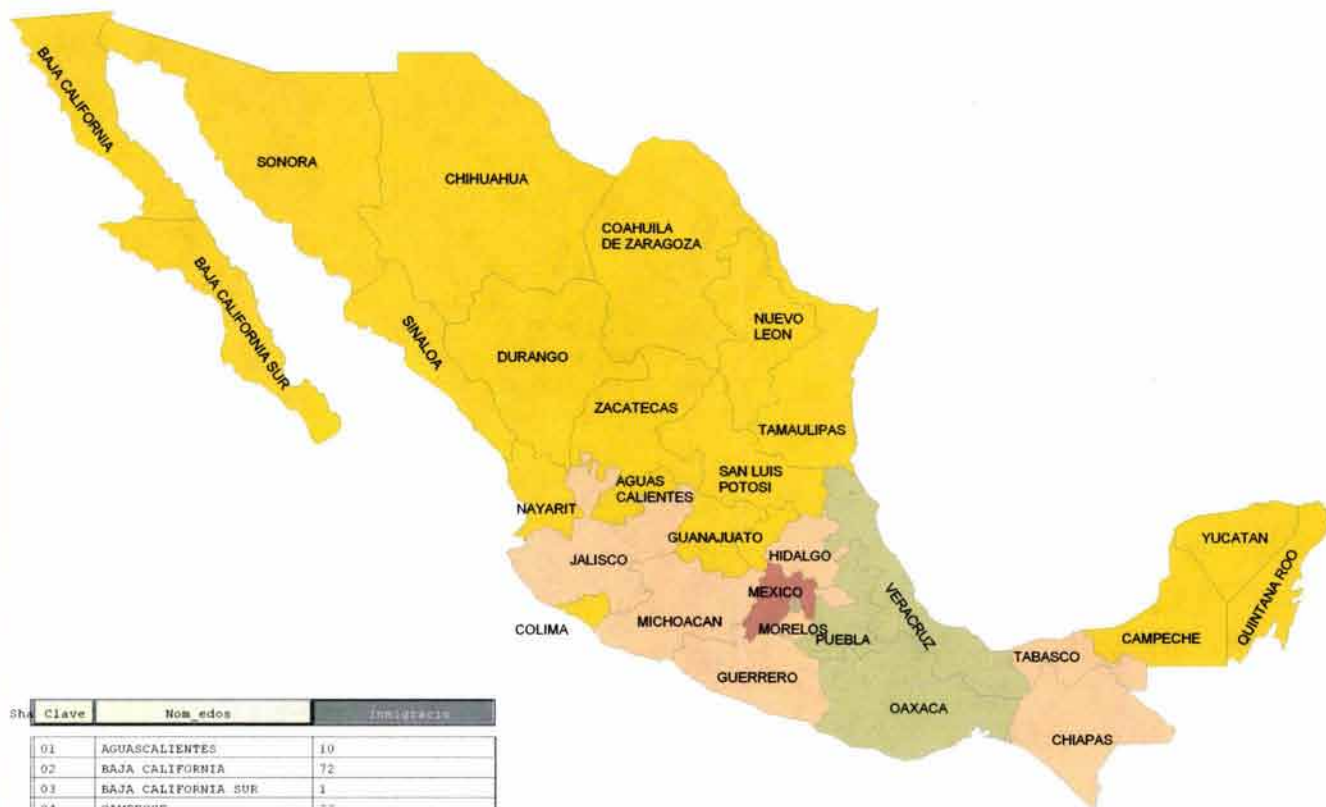 BAJA CALIFORNIA
SONORA
CHIHUAHUA
COAHUILA
DE ZARAGOZA
BAJA CALIFORNIA SUR
SINALOA
NUEVO
LEON
DURANGO
ZACATECAS
TAMAULIPAS
SAN LUIS
POTOSI
AGUAS
CALIENTES
NAYARIT
GUANAJUATO
HIDALGO
JALISCO
YUCATAN
QUINTANA ROO
MEXICO
VERACRUZ
MICHOACAN
MORELOS
COLIMA
PUEBLA
CAMPECHE
TABASCO
GUERRERO
OAXACA
CHIAPAS
Sha Clave Nom_edos
01 AGUASCALIENTES 10
02 BAJA CALIFORNIA 72
03 BAJA CALIFORNIA SUR 1